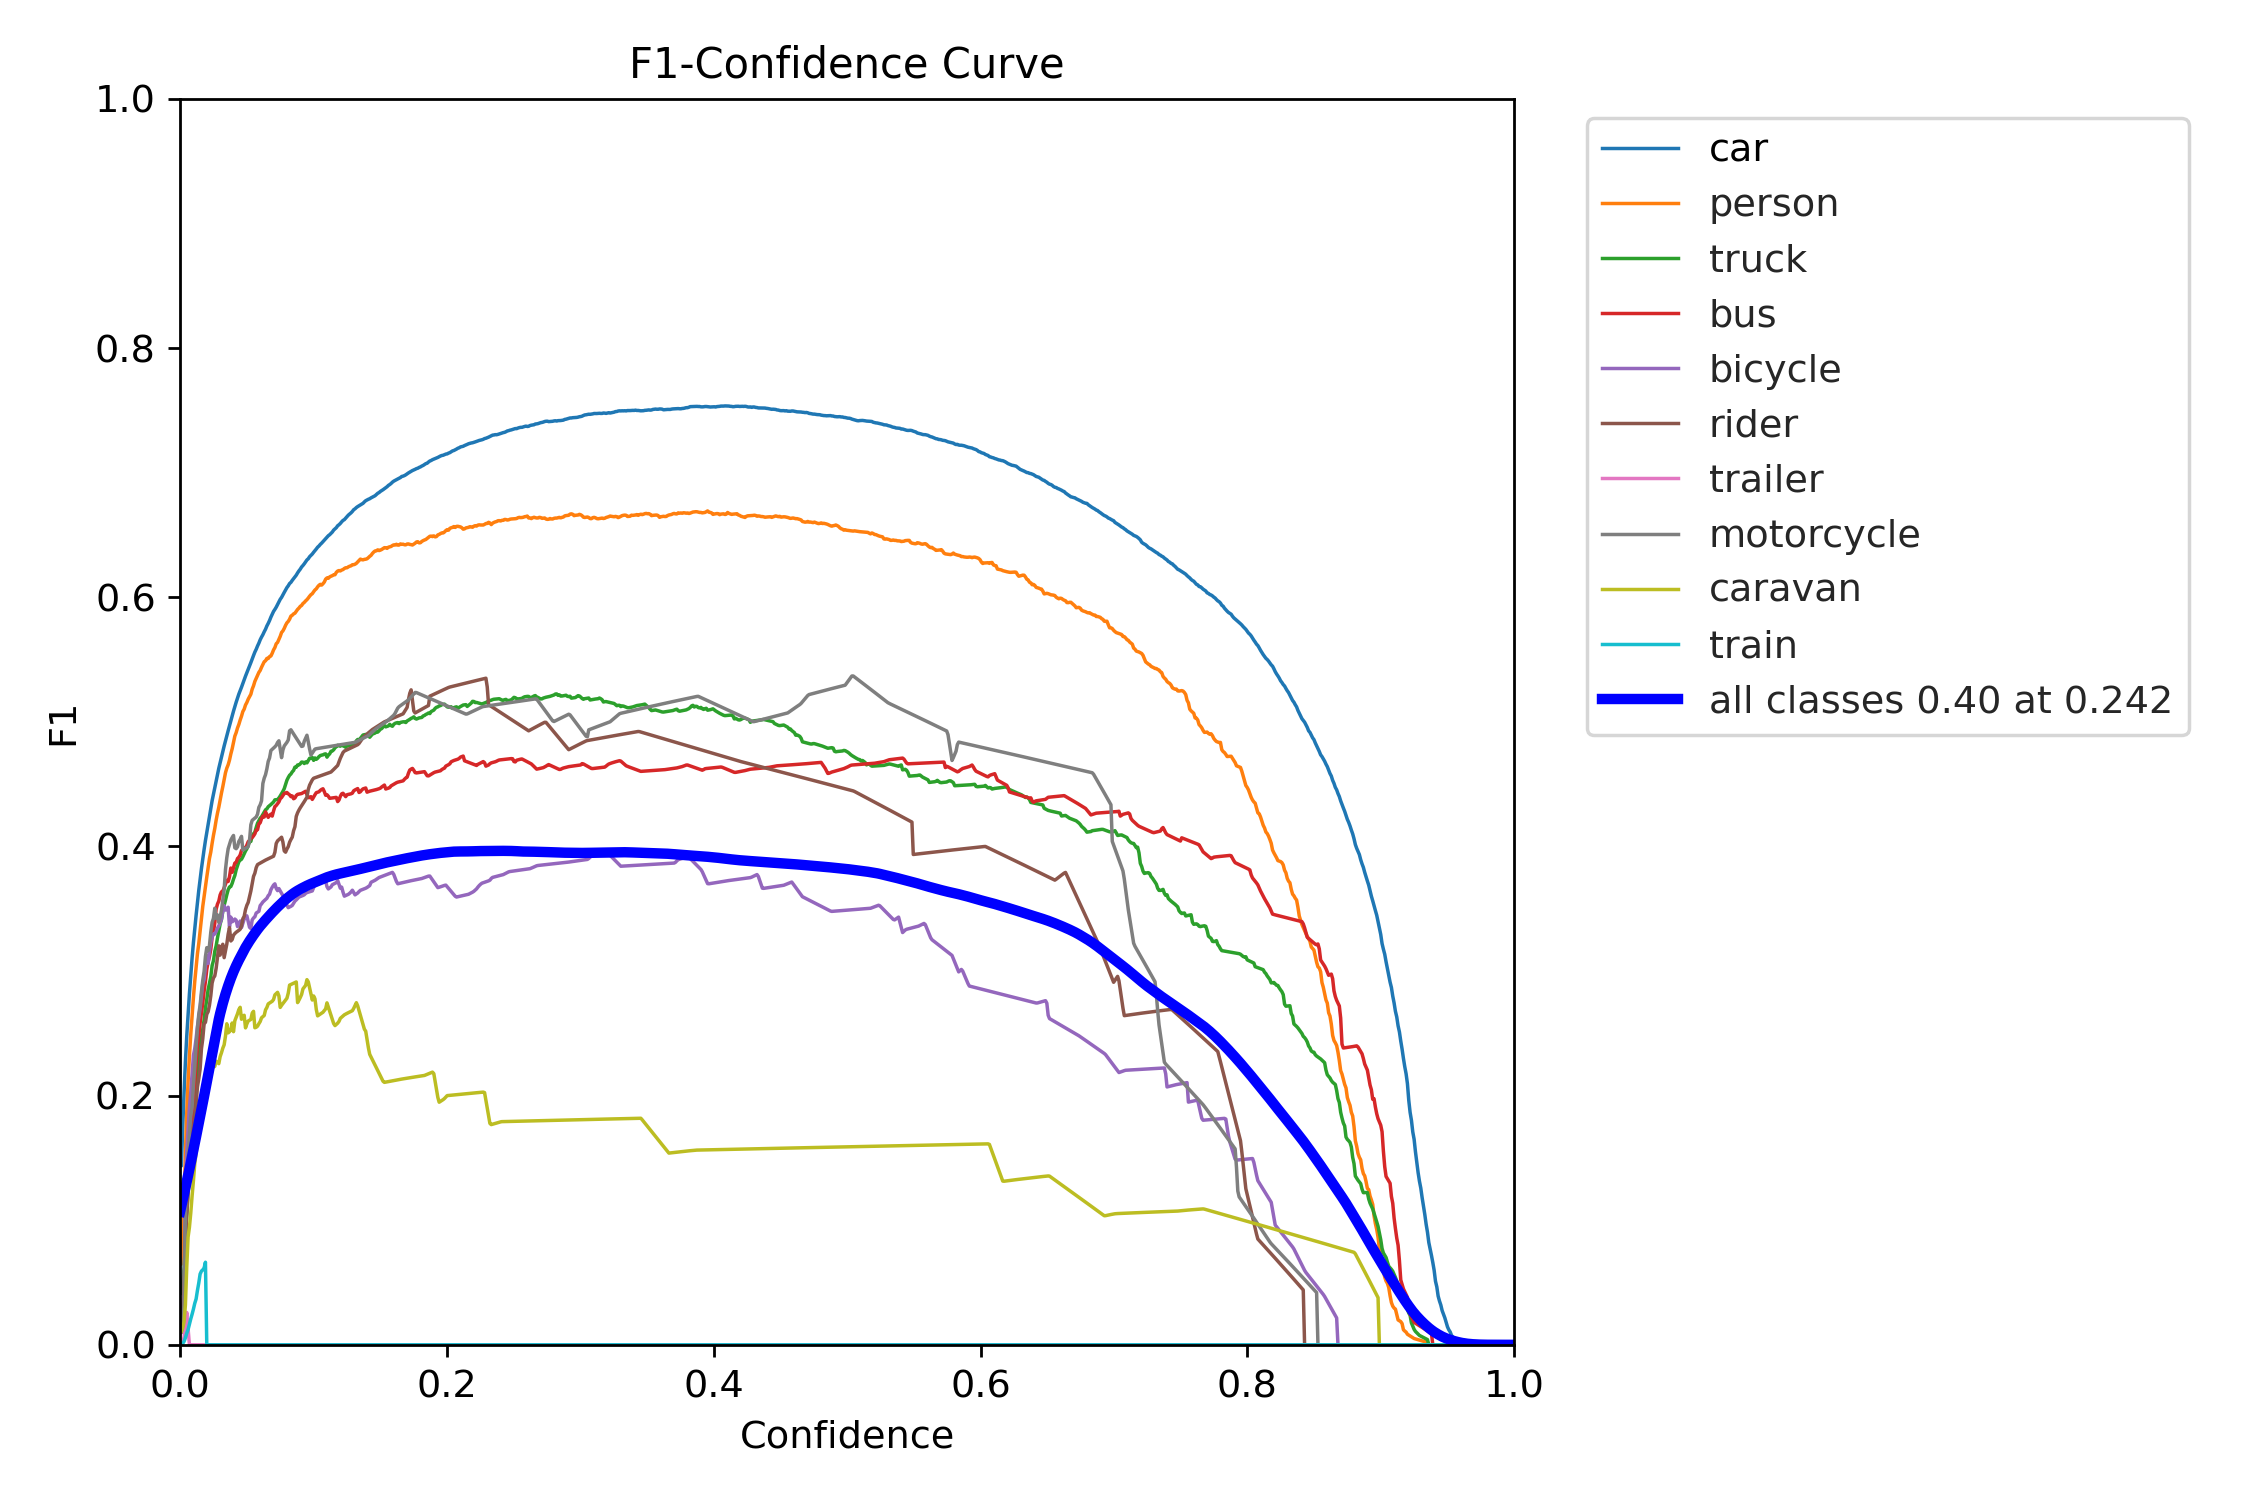 F1-Confidence Curve
1.0
0.8
0.6
0.4
0.2
0.0
F1
0.0 0.2 0.4 0.6 0.8 1.0
Confidence
car
person
truck
bus
bicycle
rider
trailer
motorcycle
caravan
train
all classes 0.40 at 0.242